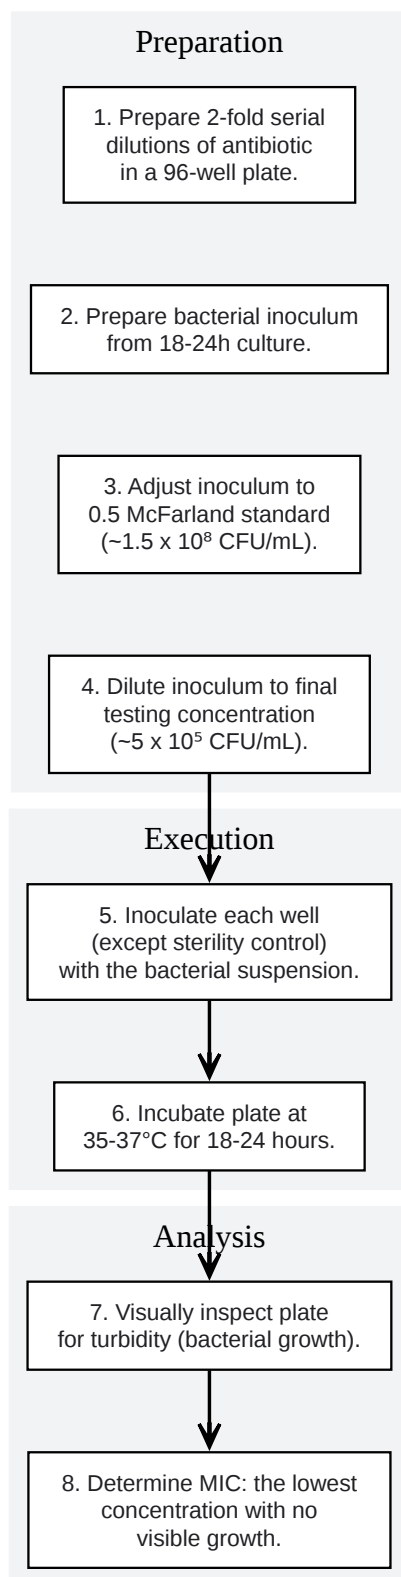 Preparation
1. Prepare 2-fold serial
dilutions of antibiotic
in a 96-well plate.
2. Prepare bacterial inoculum
from 18-24h culture.
3. Adjust inoculum to
0.5 McFarland standard
(~1.5 x 10⁸ CFU/mL).
4. Dilute inoculum to final
testing concentration
(~5 x 10⁵ CFU/mL).
Execution
5. Inoculate each well
(except sterility control)
with the bacterial suspension.
6. Incubate plate at
35-37°C for 18-24 hours.
Analysis
7. Visually inspect plate
for turbidity (bacterial growth).
8. Determine MIC: the lowest
concentration with no
visible growth.